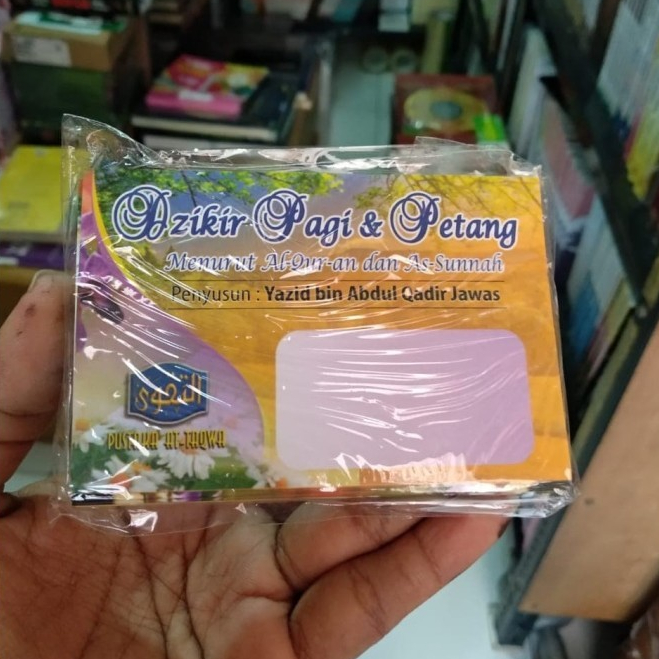 Dzikir Pagi & Petang
Menurut Al-Qur-an dan As-Sunnah
Penyusun : Yazid bin Abdul Qadir Jawas
التقوى
PUSTAKA AT-TAQWA